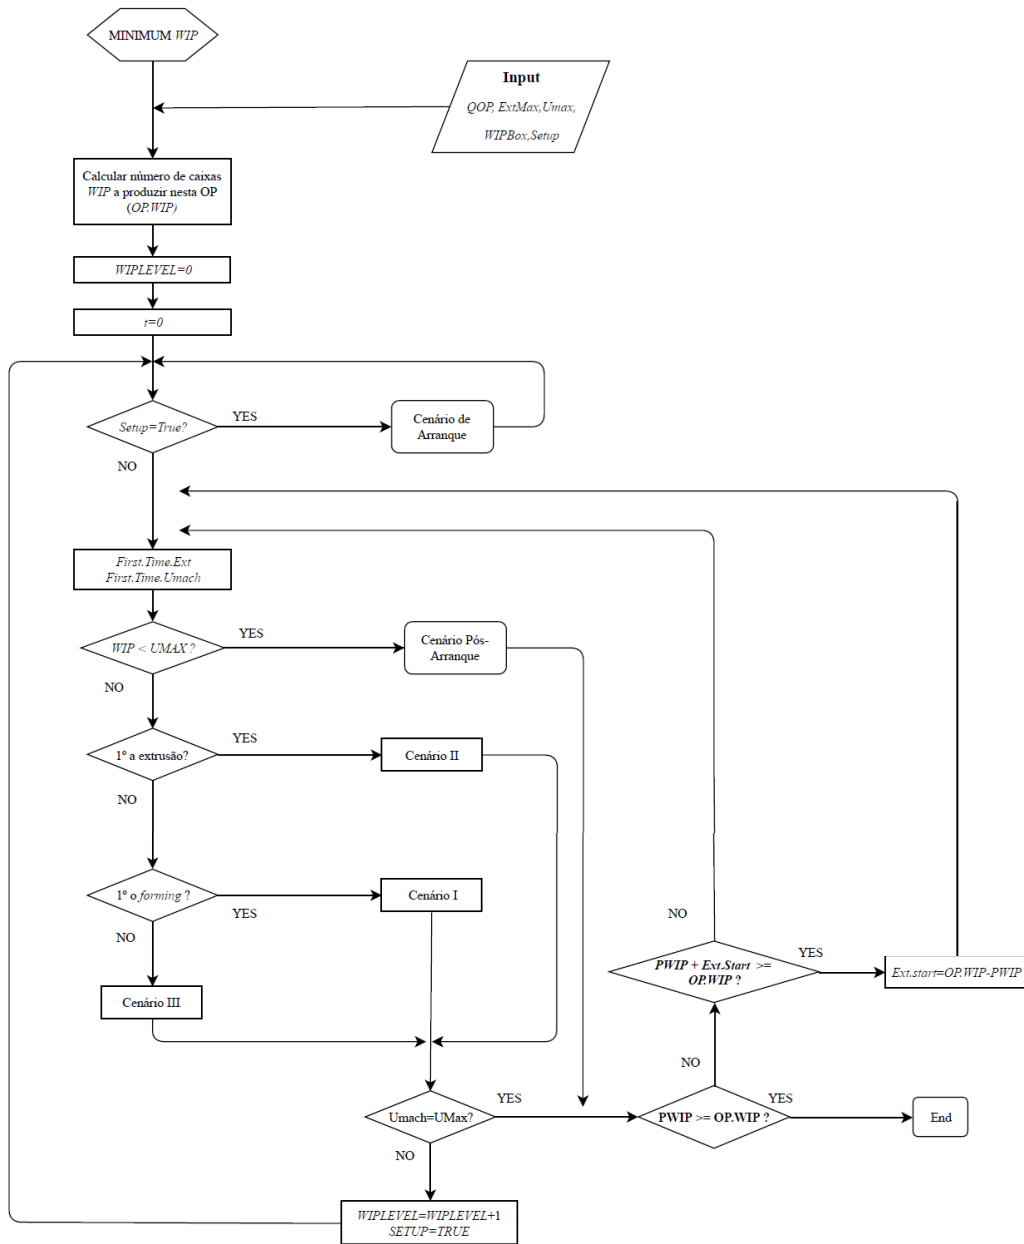 MINIMUM WIP
Input
QOP, ExtMax,Umax,
WIPBox,Setup
Calcular número de caixas
WIP a produzir nesta OP
(OP.WIP)
WIPLEVEL=0
t=0
Setup=True?
YES
Cenário de
Arranque
NO
First.Time.Ext
First.Time.Umach
WIP < UMAX ?
YES
Cenário Pós-
Arranque
NO
1º a extrusão?
YES
Cenário II
NO
1º o forming ?
YES
Cenário I
NO
Cenário III
NO
PWIP + Ext.Start >=
OP.WIP ?
YES
Ext.start=OP.WIP-PWIP
NO
Umach=UMax?
YES
PWIP >= OP.WIP ?
YES
End
NO
WIPLEVEL=WIPLEVEL+1
SETUP=TRUE